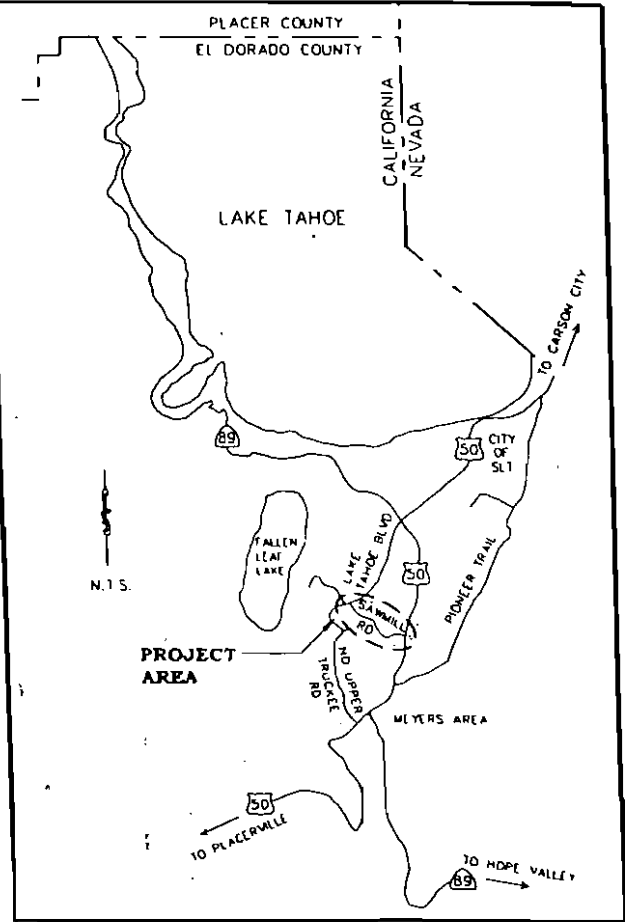 PLACER COUNTY
EL DORADO COUNTY
CALIFORNIA
NEVADA
LAKE TAHOE
TO CARSON CITY
89
50
CITY
OF
SLT
N.T.S.
FALLEN
LEAF
LAKE
LAKE
TAHOE BLVD
50
PIONEER TRAIL
SAWMILL
RD
PROJECT
AREA
NO UPPER
TRUCKEE
RD
MEYERS AREA
50
TO PLACERVILLE
TO HOPE VALLEY
89